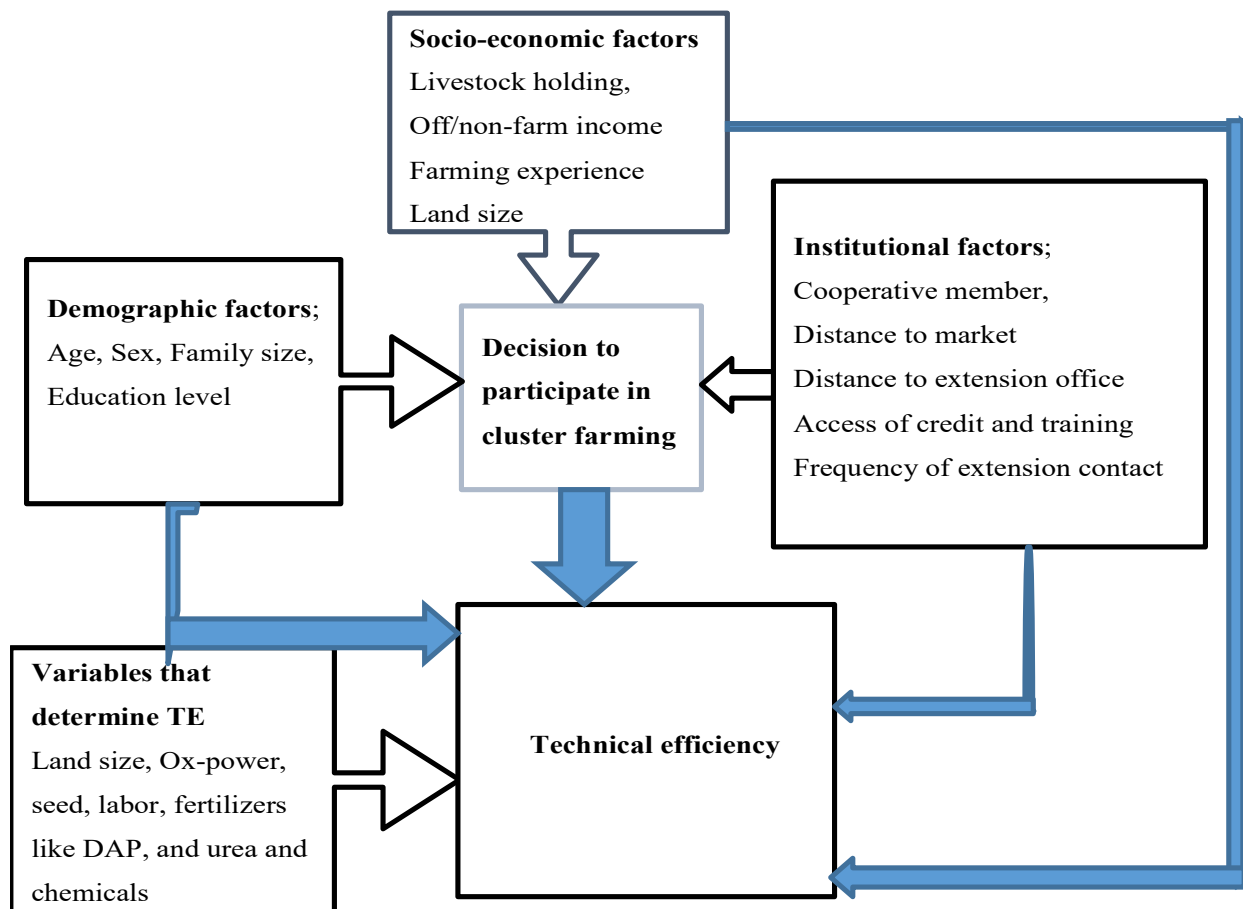 Socio-economic factors
Livestock holding,
Off/non-farm income
Farming experience
Land size
Institutional factors;
Cooperative member,
Distance to market
Distance to extension office
Access of credit and training
Frequency of extension contact
Demographic factors;
Age, Sex, Family size,
Education level
Decision to
participate in
cluster farming
Variables that
determine TE
Land size, Ox-power,
seed, labor, fertilizers
like DAP, and urea and
chemicals
Technical efficiency